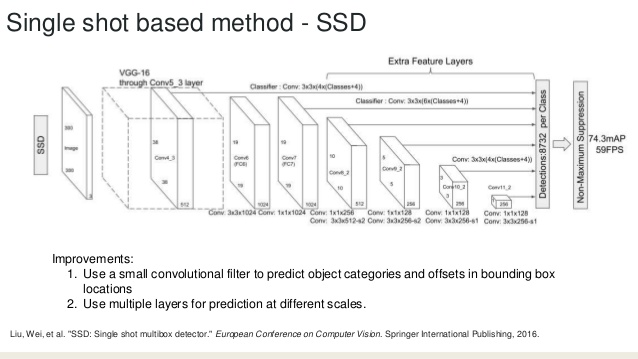 Single shot based method - SSD
Extra Feature Layers
VGG-16
through Conv5_3 layer
Classifier : Conv: 3x3x(4x(Classes+4))
Classifier : Conv: 3x3x(6x(Classes+4))
SSD
300
Image
300
3
38
Conv4_3
38
512
19
Conv6
(FC6)
19
1024
19
Conv7
(FC7)
19
1024
10
Conv8_2
10
512
5
Conv9_2
5
256
3
Conv10_2
3
256
Conv11_2
256
Conv: 3x3x(4x(Classes+4))
Detections:8732 per Class
Non-Maximum Suppression
74.3mAP
59FPS
Conv: 3x3x1024
Conv: 1x1x1024
Conv: 1x1x256
Conv: 3x3x512-s2
Conv: 1x1x128
Conv: 3x3x256-s2
Conv: 1x1x128
Conv: 3x3x256-s1
Conv: 1x1x128
Conv: 3x3x256-s1
Improvements:
1. Use a small convolutional filter to predict object categories and offsets in bounding box
locations
2. Use multiple layers for prediction at different scales.
Liu, Wei, et al. "SSD: Single shot multibox detector." European Conference on Computer Vision. Springer International Publishing, 2016.